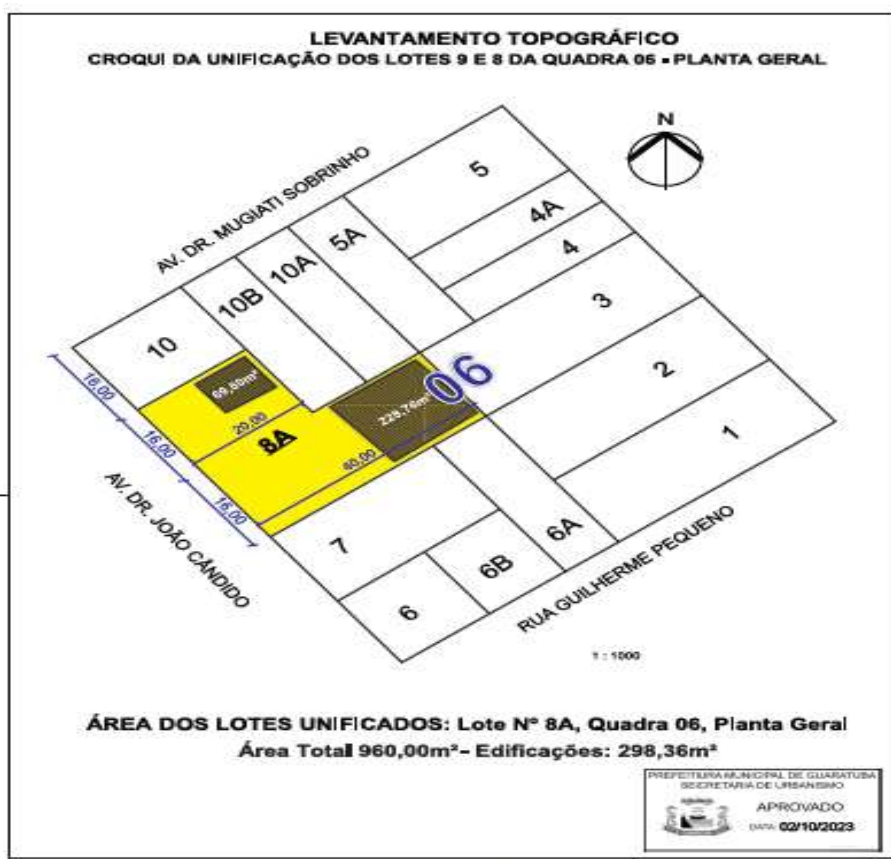 LEVANTAMENTO TOPOGRÁFICO
CROQUI DA UNIFICAÇÃO DOS LOTES 9 E 8 DA QUADRA 06 - PLANTA GERAL
N
AV. DR. MUGIATI SOBRINHO
5
4A
4
5A
10A
10B
10
3
2
1
06
69,60m²
228,76m²
20,00
8A
40,00
16,00
16,00
16,00
AV. DR. JOÃO CÂNDIDO
7
6A
6B
6
RUA GUILHERME PEQUENO
1 : 1000
ÁREA DOS LOTES UNIFICADOS: Lote Nº 8A, Quadra 06, Planta Geral
Área Total 960,00m² - Edificações: 298,36m²
PREFEITURA MUNICIPAL DE GUARATUBA
SECRETARIA DE URBANISMO
APROVADO
DATA: 02/10/2023